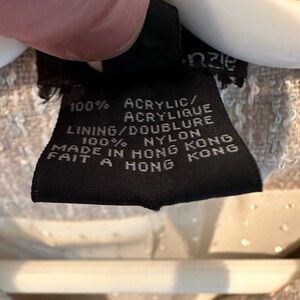 100% ACRYLIC/
ACRYLIQUE
LINING/DOUBLURE
100% NYLON
MADE IN HONG KONG
FAIT A HONG KONG